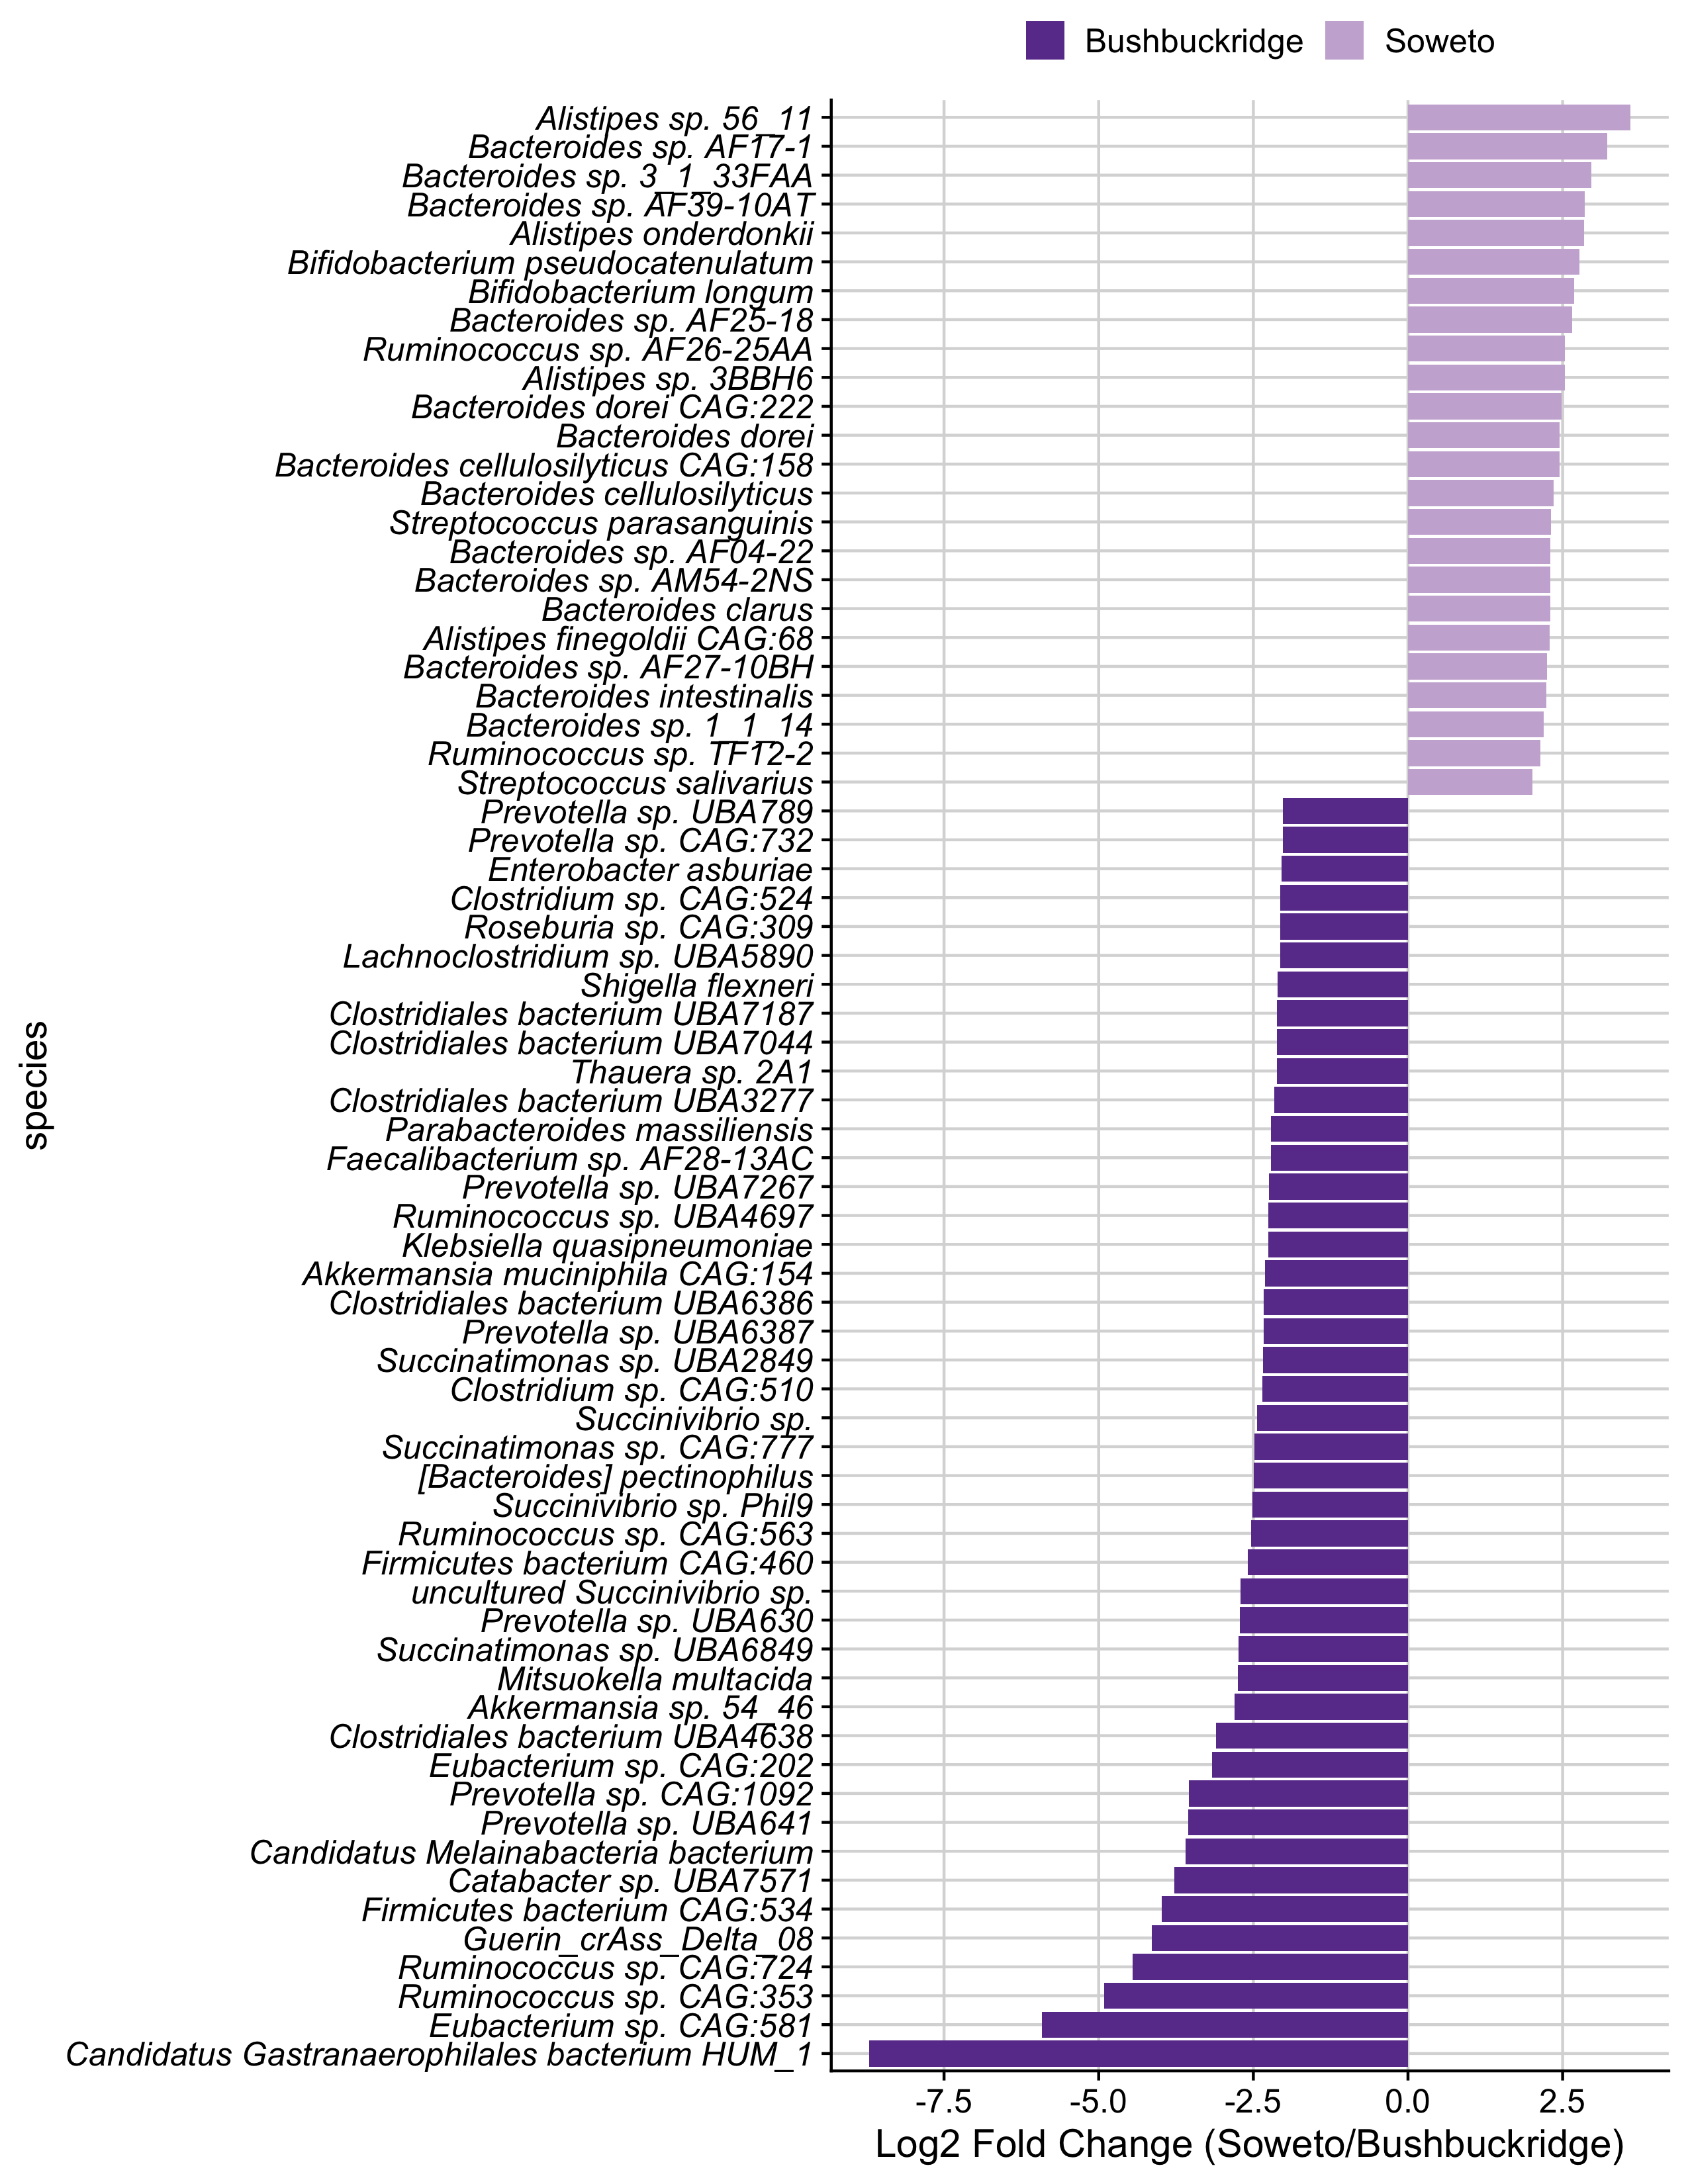 Bushbuckridge Soweto
Alistipes sp. 56_11
Bacteroides sp. AF17-1
Bacteroides sp. 3_1_33FAA
Bacteroides sp. AF39-10AT
Alistipes onderdonkii
Bifidobacterium pseudocatenulatum
Bifidobacterium longum
Bacteroides sp. AF25-18
Ruminococcus sp. AF26-25AA
Alistipes sp. 3BBH6
Bacteroides dorei CAG:222
Bacteroides dorei
Bacteroides cellulosilyticus CAG:158
Bacteroides cellulosilyticus
Streptococcus parasanguinis
Bacteroides sp. AF04-22
Bacteroides sp. AM54-2NS
Bacteroides clarus
Alistipes finegoldii CAG:68
Bacteroides sp. AF27-10BH
Bacteroides intestinalis
Bacteroides sp. 1_1_14
Ruminococcus sp. TF12-2
Streptococcus salivarius
Prevotella sp. UBA789
Prevotella sp. CAG:732
Enterobacter asburiae
Clostridium sp. CAG:524
Roseburia sp. CAG:309
Lachnoclostridium sp. UBA5890
Shigella flexneri
Clostridiales bacterium UBA7187
Clostridiales bacterium UBA7044
Thauera sp. 2A1
Clostridiales bacterium UBA3277
Parabacteroides massiliensis
Faecalibacterium sp. AF28-13AC
Prevotella sp. UBA7267
Ruminococcus sp. UBA4697
Klebsiella quasipneumoniae
Akkermansia muciniphila CAG:154
Clostridiales bacterium UBA6386
Prevotella sp. UBA6387
Succinatimonas sp. UBA2849
Clostridium sp. CAG:510
Succinivibrio sp.
Succinatimonas sp. CAG:777
[Bacteroides] pectinophilus
Succinivibrio sp. Phil9
Ruminococcus sp. CAG:563
Firmicutes bacterium CAG:460
uncultured Succinivibrio sp.
Prevotella sp. UBA630
Succinatimonas sp. UBA6849
Mitsuokella multacida
Akkermansia sp. 54_46
Clostridiales bacterium UBA4638
Eubacterium sp. CAG:202
Prevotella sp. CAG:1092
Prevotella sp. UBA641
Candidatus Melainabacteria bacterium
Catabacter sp. UBA7571
Firmicutes bacterium CAG:534
Guerin_crAss_Delta_08
Ruminococcus sp. CAG:724
Ruminococcus sp. CAG:353
Eubacterium sp. CAG:581
Candidatus Gastranaerophilales bacterium HUM_1
species
-7.5 -5.0 -2.5 0.0 2.5
Log2 Fold Change (Soweto/Bushbuckridge)